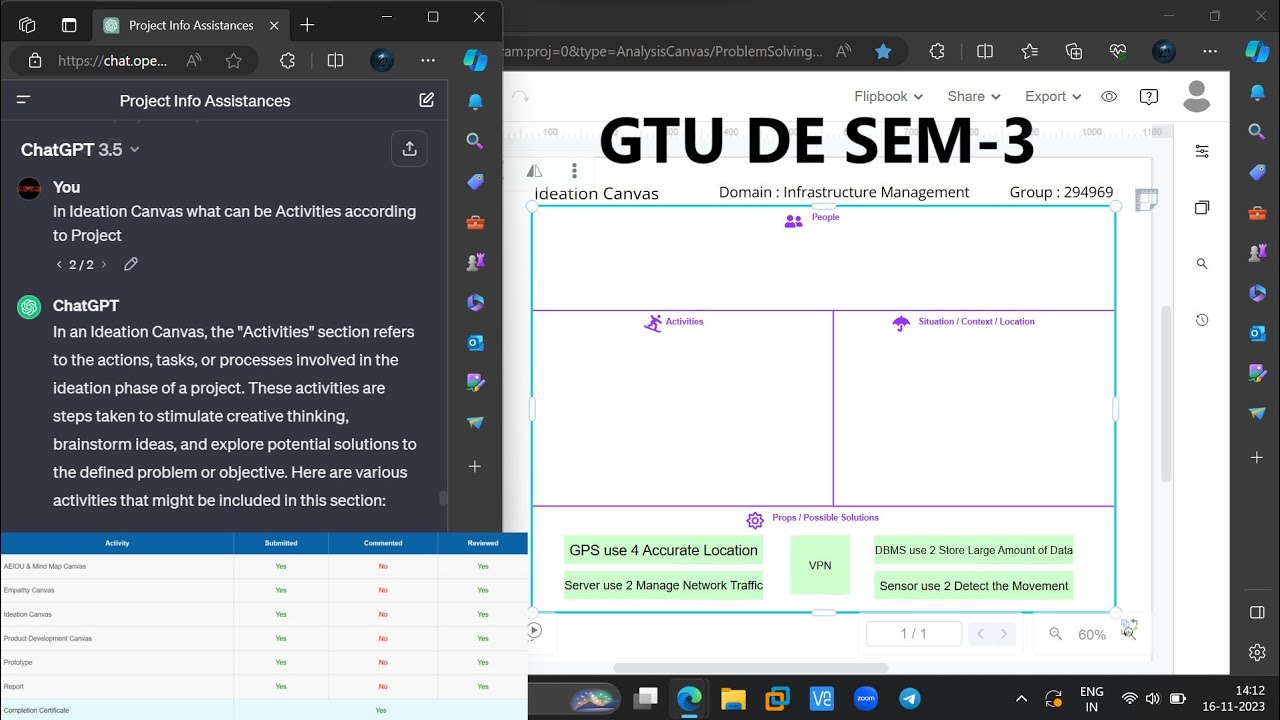 Project Info Assistances
https://chat.ope...
ram:proj=0&type=AnalysisCanvas/ProblemSolving...
Project Info Assistances
ChatGPT 3.5
You
in Ideation Canvas what can be Activities according
to Project
2 / 2
ChatGPT
In an Ideation Canvas, the "Activities" section refers
to the actions, tasks, or processes involved in the
ideation phase of a project. These activities are
steps taken to stimulate creative thinking,
brainstorm ideas, and explore potential solutions to
the defined problem or objective. Here are various
activities that might be included in this section:
Activity Submitted Commented Reviewed
AEIOU & Mind Map Canvas Yes No Yes
Empathy Canvas Yes No Yes
Ideation Canvas Yes No Yes
Product Development Canvas Yes No Yes
Prototype Yes No Yes
Report Yes No Yes
Completion Certificate Yes
Flipbook Share Export
GTU DE SEM-3
100 1,000 1100
Ideation Canvas Domain : Infrastructure Management Group : 294969
People
Activities
Situation / Context / Location
Props / Possible Solutions
GPS use 4 Accurate Location
Server use 2 Manage Network Traffic
VPN
DBMS use 2 Store Large Amount of Data
Sensor use 2 Detect the Movement
1 / 1
60%
zoom
ENG
IN
14:12
16-11-2023